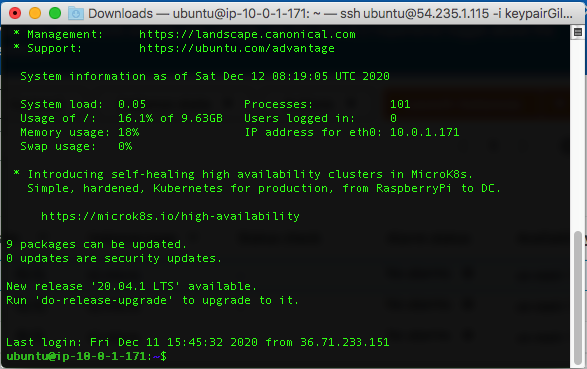 Downloads — ubuntu@ip-10-0-1-171: ~ — ssh ubuntu@54.235.1.115 -i keypairGil...
* Management:     https://landscape.canonical.com
* Support:        https://ubuntu.com/advantage
System information as of Sat Dec 12 08:19:05 UTC 2020
System load:  0.05              Processes:           101
Usage of /:   16.1% of 9.63GB   Users logged in:     0
Memory usage: 18%               IP address for eth0: 10.0.1.171
Swap usage:   0%
* Introducing self-healing high availability clusters in MicroK8s.
Simple, hardened, Kubernetes for production, from RaspberryPi to DC.
https://microk8s.io/high-availability
9 packages can be updated.
0 updates are security updates.
New release '20.04.1 LTS' available.
Run 'do-release-upgrade' to upgrade to it.
Last login: Fri Dec 11 15:45:32 2020 from 36.71.233.151
ubuntu@ip-10-0-1-171:~$